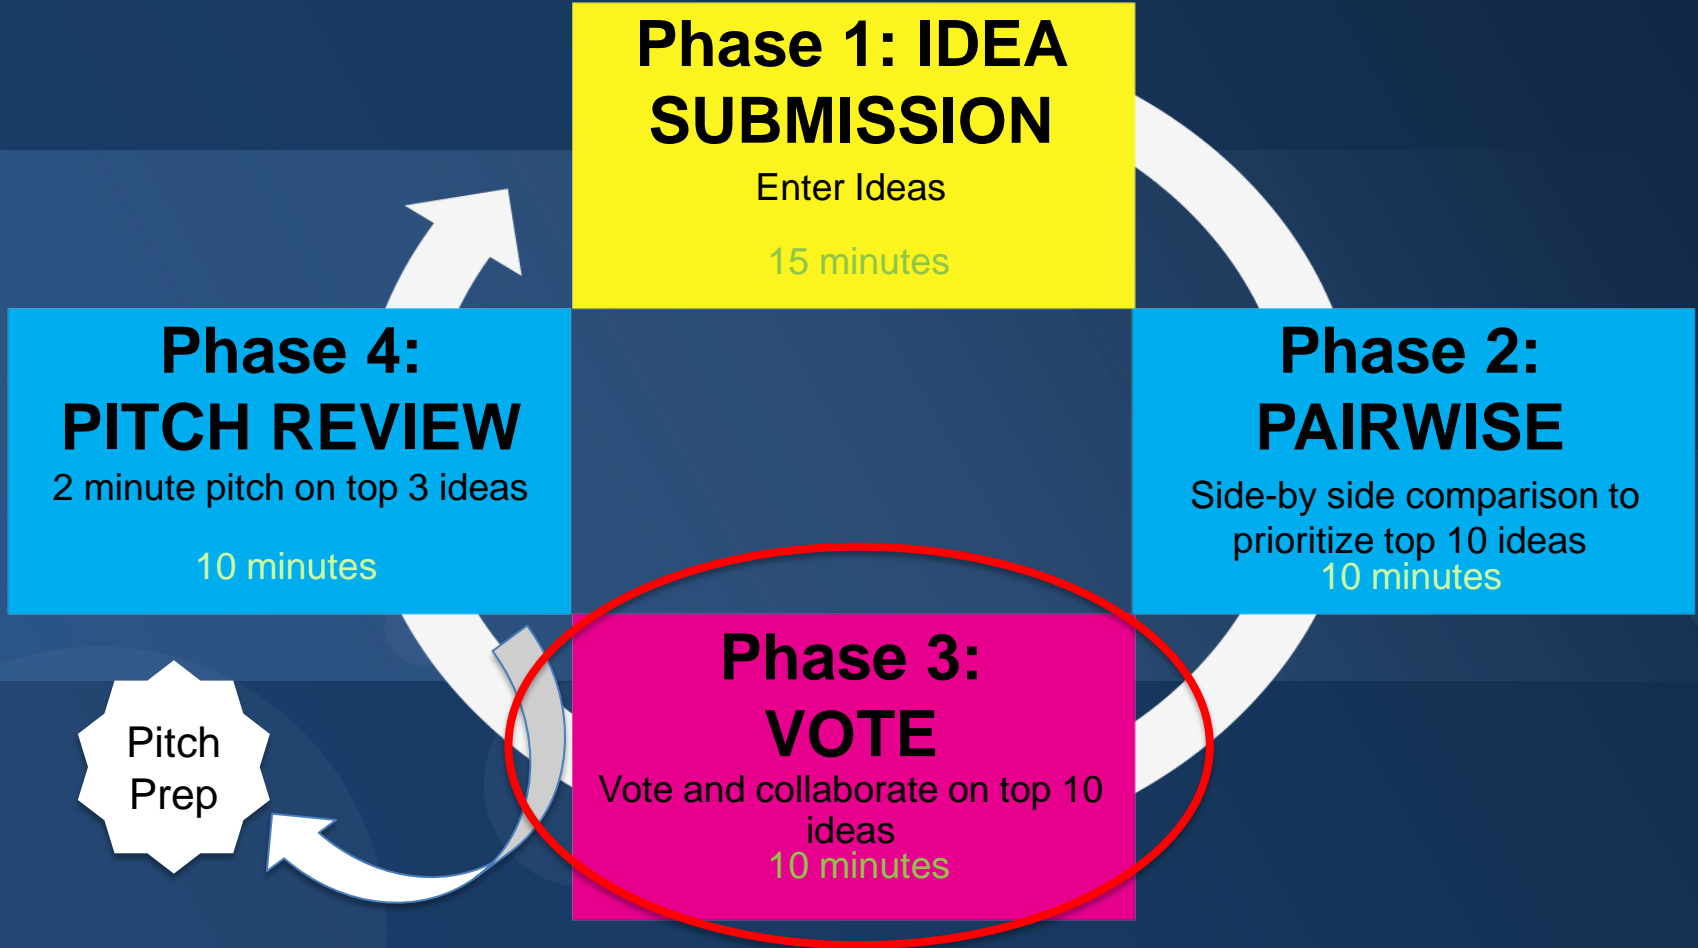 Phase 1: IDEA
SUBMISSION
Enter Ideas
15 minutes
Phase 2:
PAIRWISE
Side-by side comparison to
prioritize top 10 ideas
10 minutes
Phase 3:
VOTE
Vote and collaborate on top 10
ideas
10 minutes
Phase 4:
PITCH REVIEW
2 minute pitch on top 3 ideas
10 minutes
Pitch
Prep